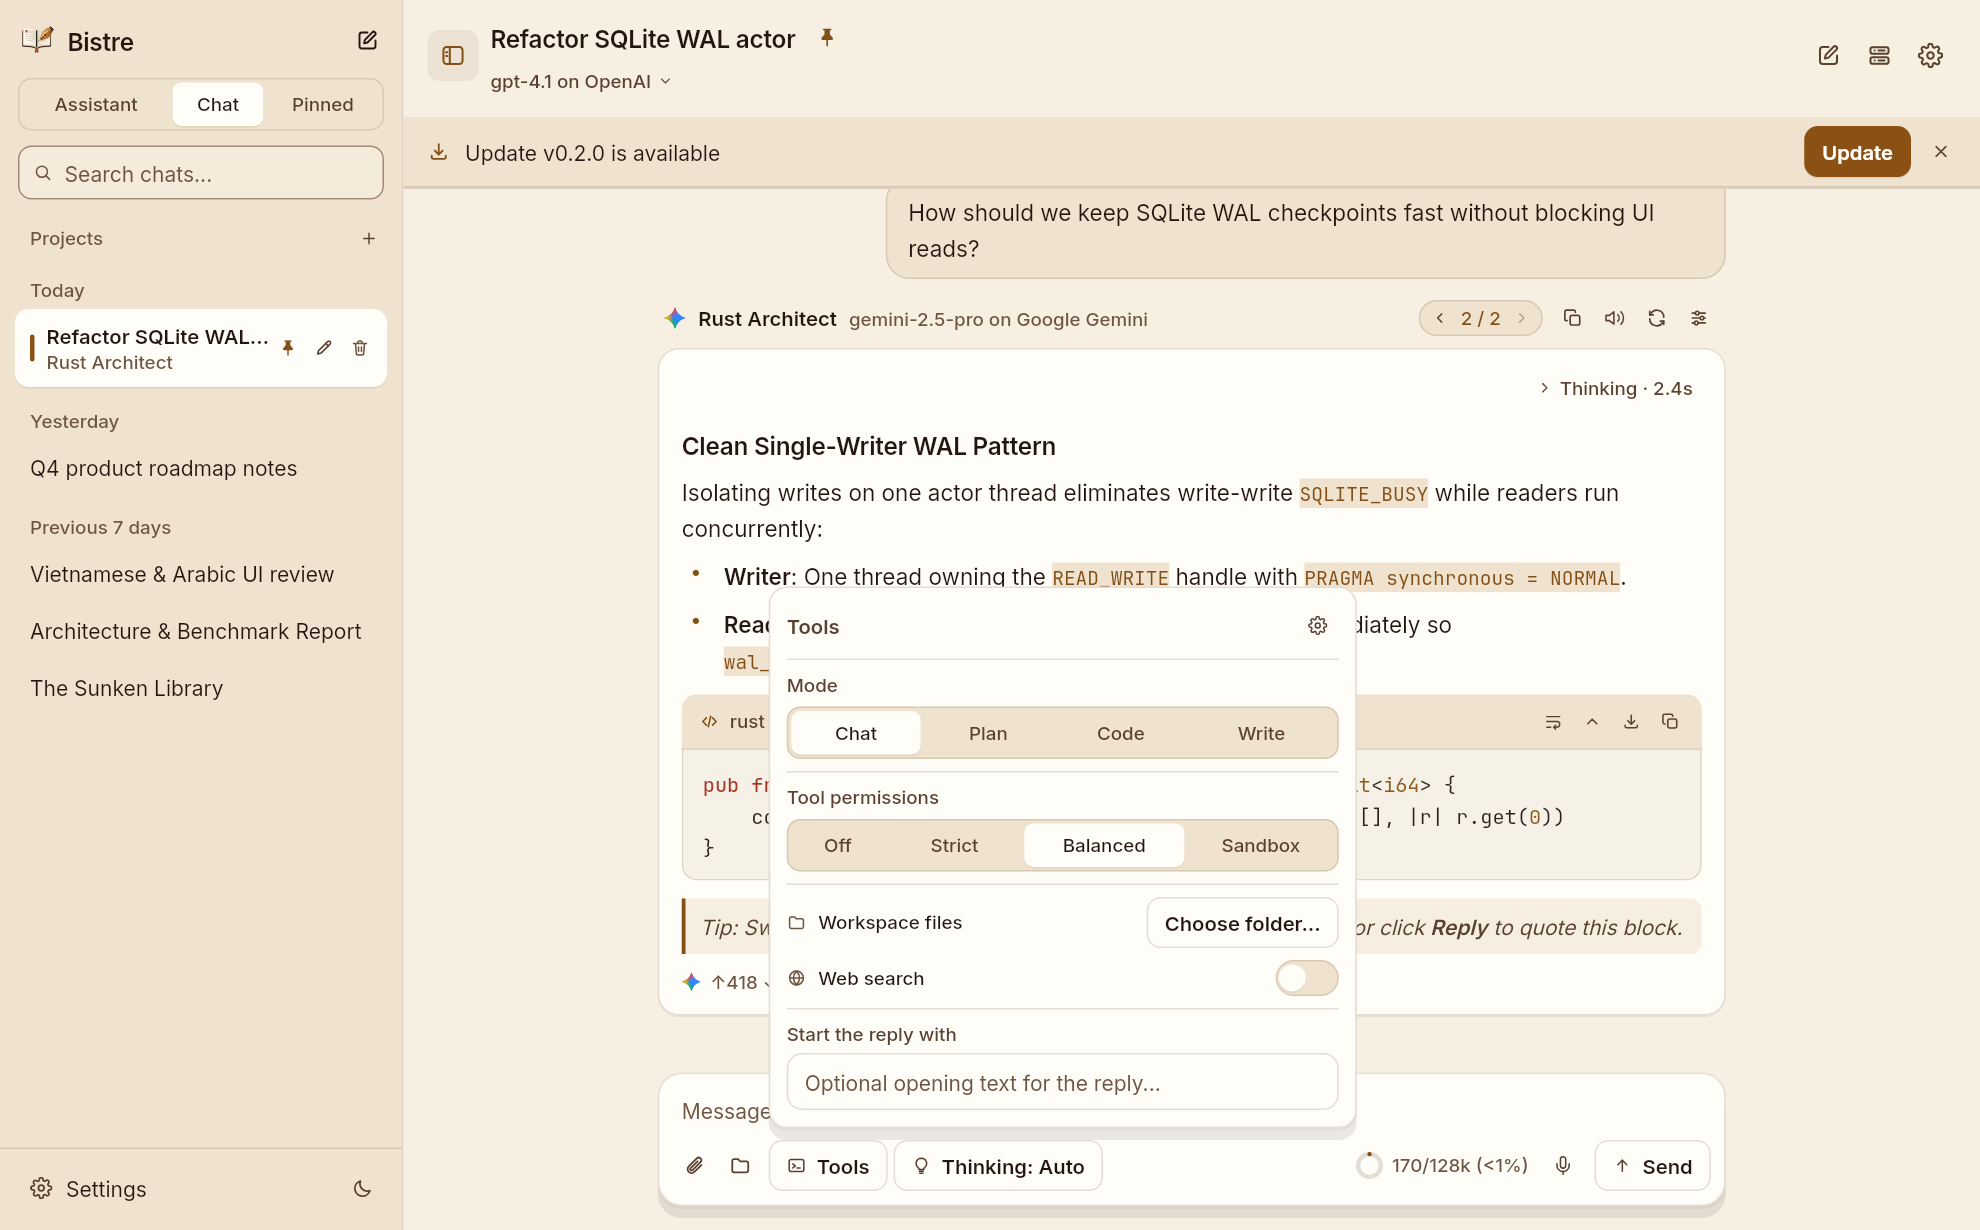 Bistre
Assistant
Chat
Pinned
Search chats...
Projects
Today
Refactor SQLite WAL...
Rust Architect
Yesterday
Q4 product roadmap notes
Previous 7 days
Vietnamese & Arabic UI review
Architecture & Benchmark Report
The Sunken Library
Settings
Refactor SQLite WAL actor
gpt-4.1 on OpenAI
Update v0.2.0 is available
Update
How should we keep SQLite WAL checkpoints fast without blocking UI
reads?
Rust Architect gemini-2.5-pro on Google Gemini
2 / 2
Thinking · 2.4s
Clean Single-Writer WAL Pattern
Isolating writes on one actor thread eliminates write-write SQLITE_BUSY while readers run
concurrently:
• Writer: One thread owning the READ_WRITE handle with PRAGMA synchronous = NORMAL.
• diately so
wal_
rust
pub
<i64> {
[], |r| r.get(0))
}
Tip: or click Reply to quote this block.
↑418
Tools
Mode
Chat
Plan
Code
Write
Tool permissions
Off
Strict
Balanced
Sandbox
Workspace files
Choose folder...
Web search
Start the reply with
Optional opening text for the reply...
Message
Tools
Thinking: Auto
170/128k (<1%)
Send